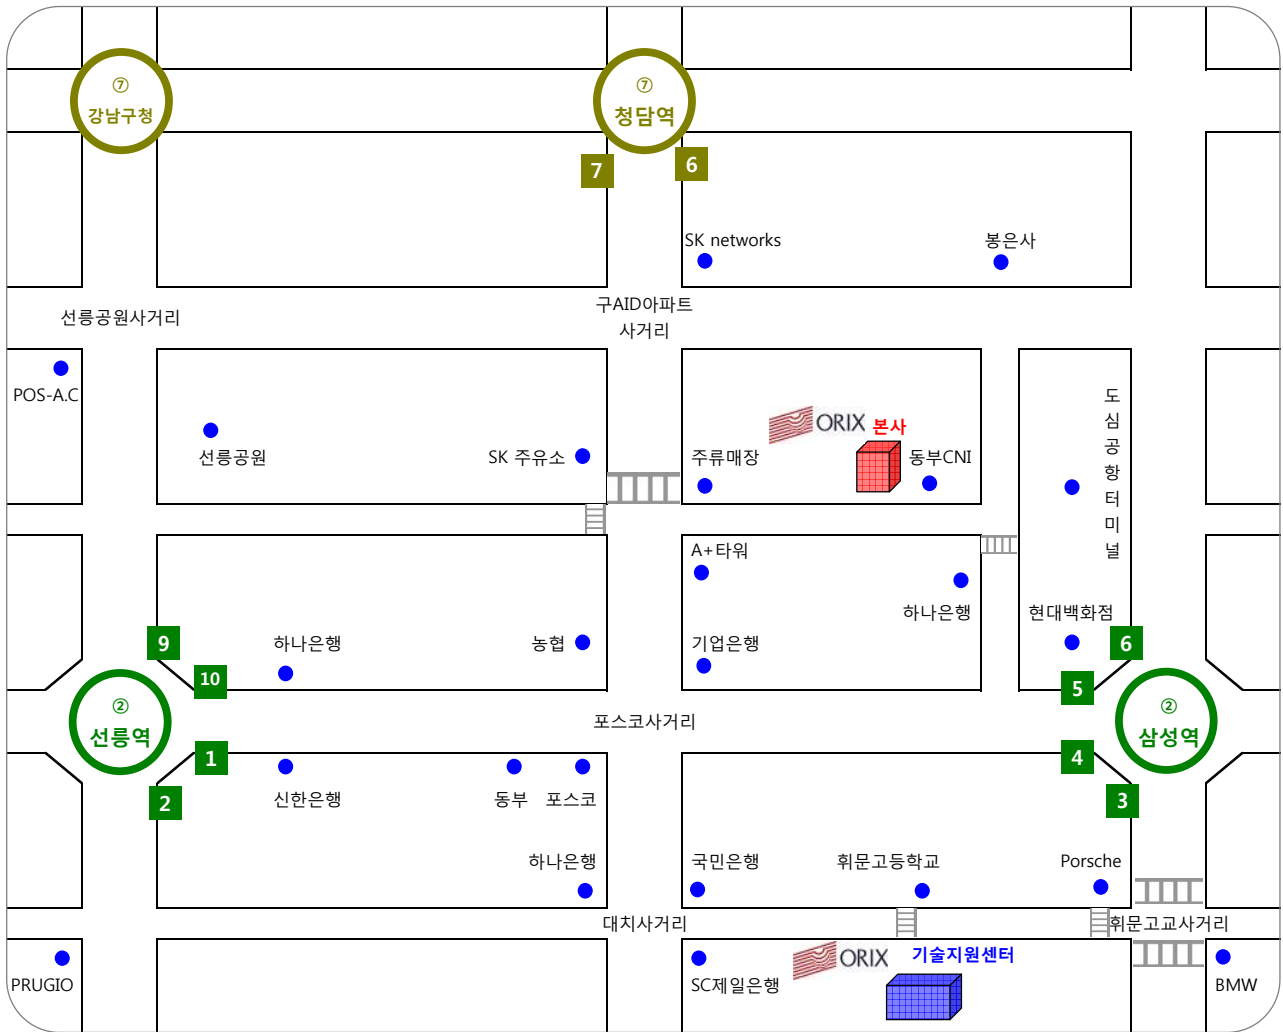 ⑦
강남구청
⑦
청담역
7
6
SK networks
봉은사
선릉공원사거리
구AID아파트
사거리
POS-A.C
선릉공원
SK 주유소
주류매장
ORIX
본사
동부CNI
도심공항터미널
A+타워
하나은행
현대백화점
9
10
하나은행
농협
기업은행
6
5
②
선릉역
포스코사거리
②
삼성역
1
2
4
3
신한은행
동부
포스코
하나은행
국민은행
휘문고등학교
Porsche
대치사거리
휘문고교사거리
PRUGIO
SC제일은행
ORIX
기술지원센터
BMW